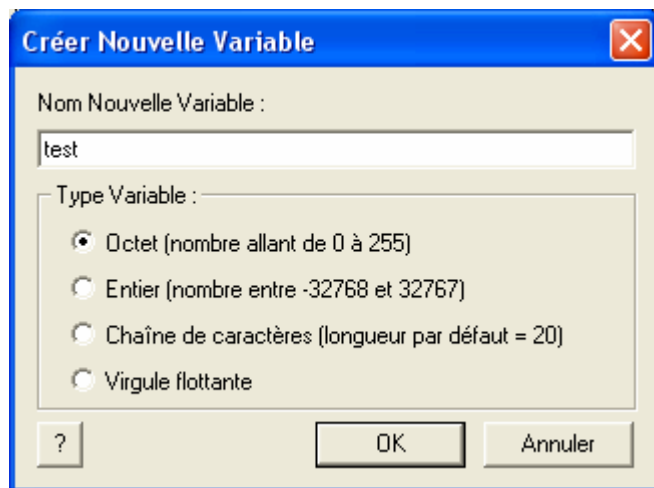 Créer Nouvelle Variable
Nom Nouvelle Variable :
test
Type Variable :
Octet (nombre allant de 0 à 255)
Entier (nombre entre -32768 et 32767)
Chaîne de caractères (longueur par défaut = 20)
Virgule flottante
?
OK
Annuler